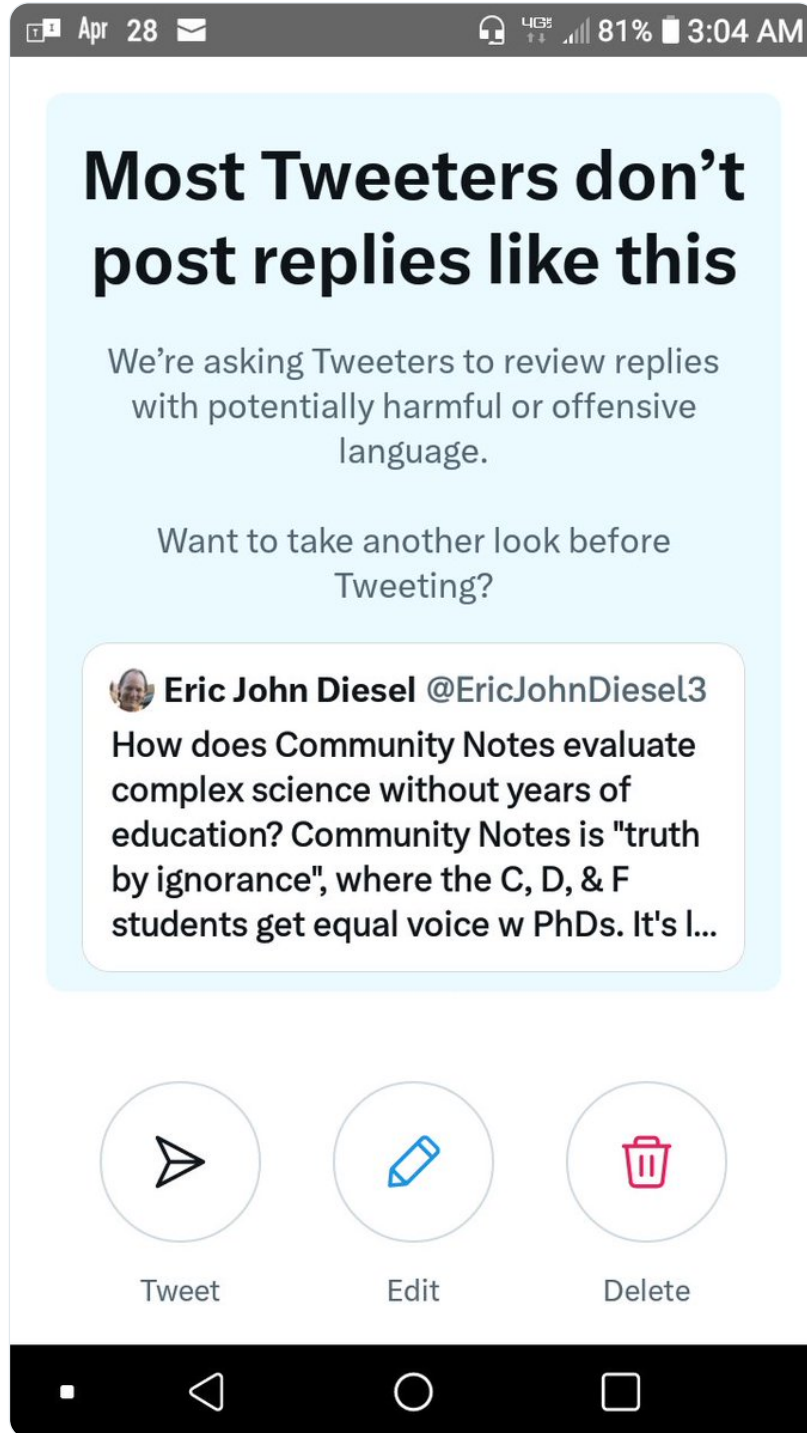 Apr 28 4G 81% 3:04 AM
Most Tweeters don’t
post replies like this
We’re asking Tweeters to review replies
with potentially harmful or offensive
language.
Want to take another look before
Tweeting?
Eric John Diesel @EricJohnDiesel3
How does Community Notes evaluate
complex science without years of
education? Community Notes is "truth
by ignorance", where the C, D, & F
students get equal voice w PhDs. It's l...
Tweet Edit Delete